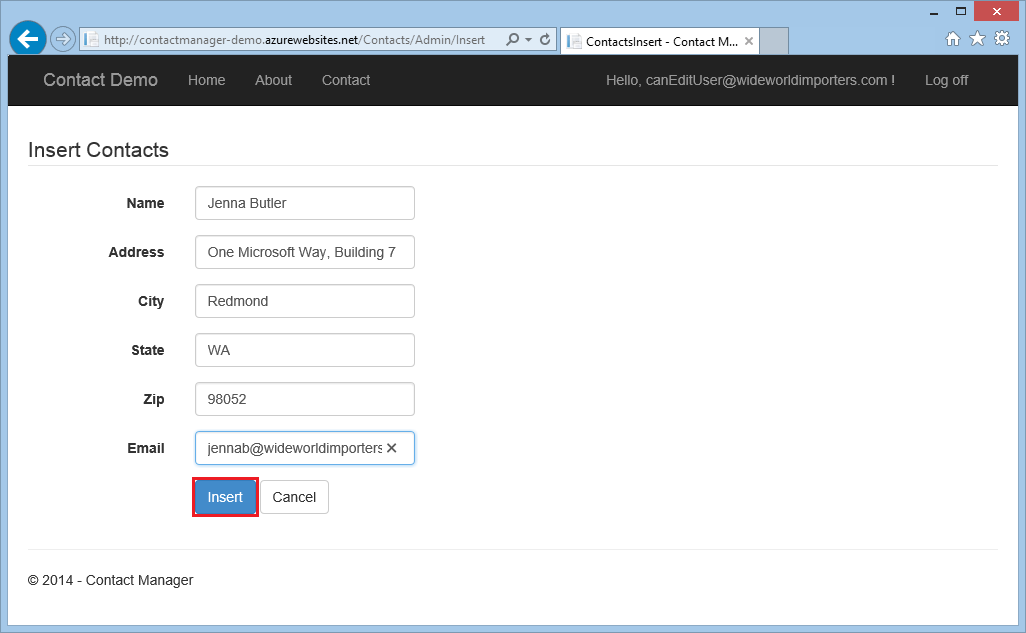 http://contactmanager-demo.azurewebsites.net/Contacts/Admin/Insert
ContactsInsert - Contact M...
Contact Demo Home About Contact Hello, canEditUser@wideworldimporters.com ! Log off
Insert Contacts
Name Jenna Butler
Address One Microsoft Way, Building 7
City Redmond
State WA
Zip 98052
Email jennab@wideworldimporters
Insert Cancel
© 2014 - Contact Manager